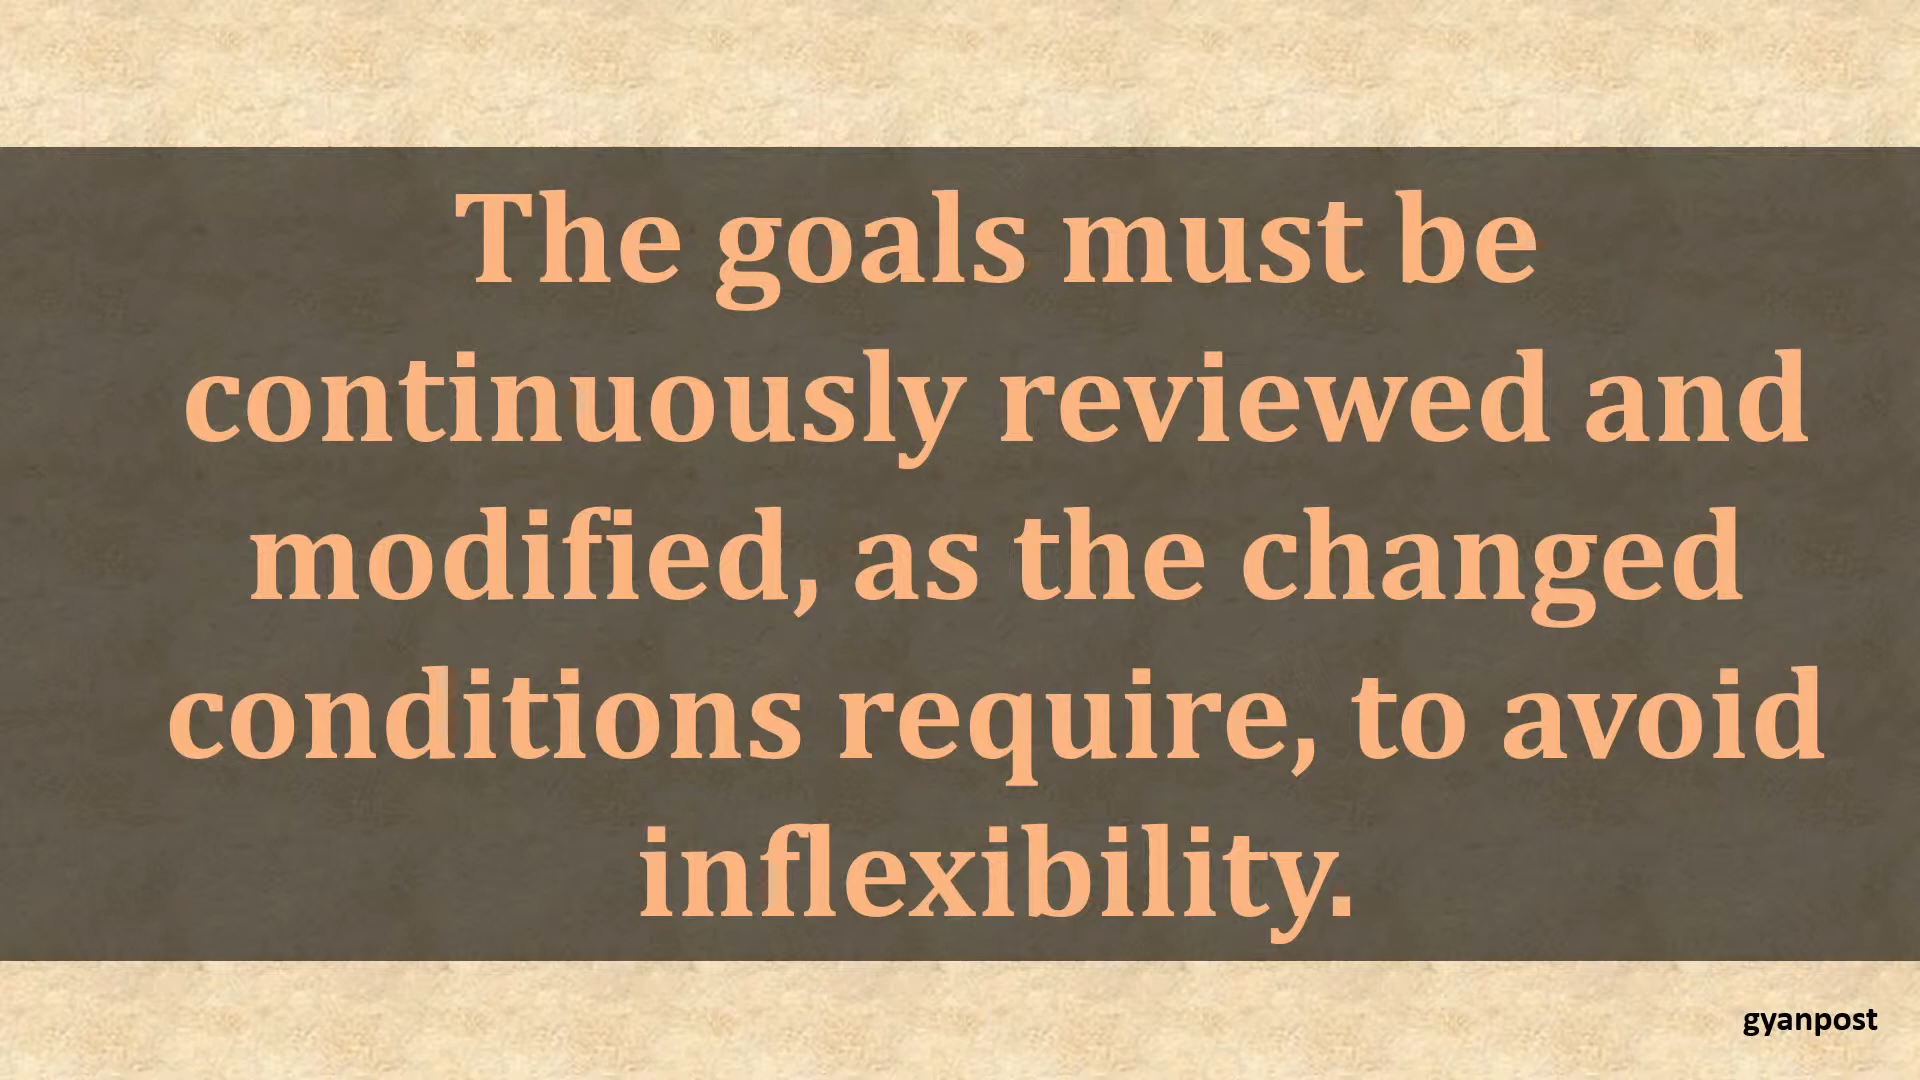 The goals must be
continuously reviewed and
modified, as the changed
conditions require, to avoid
inflexibility.
gyanpost